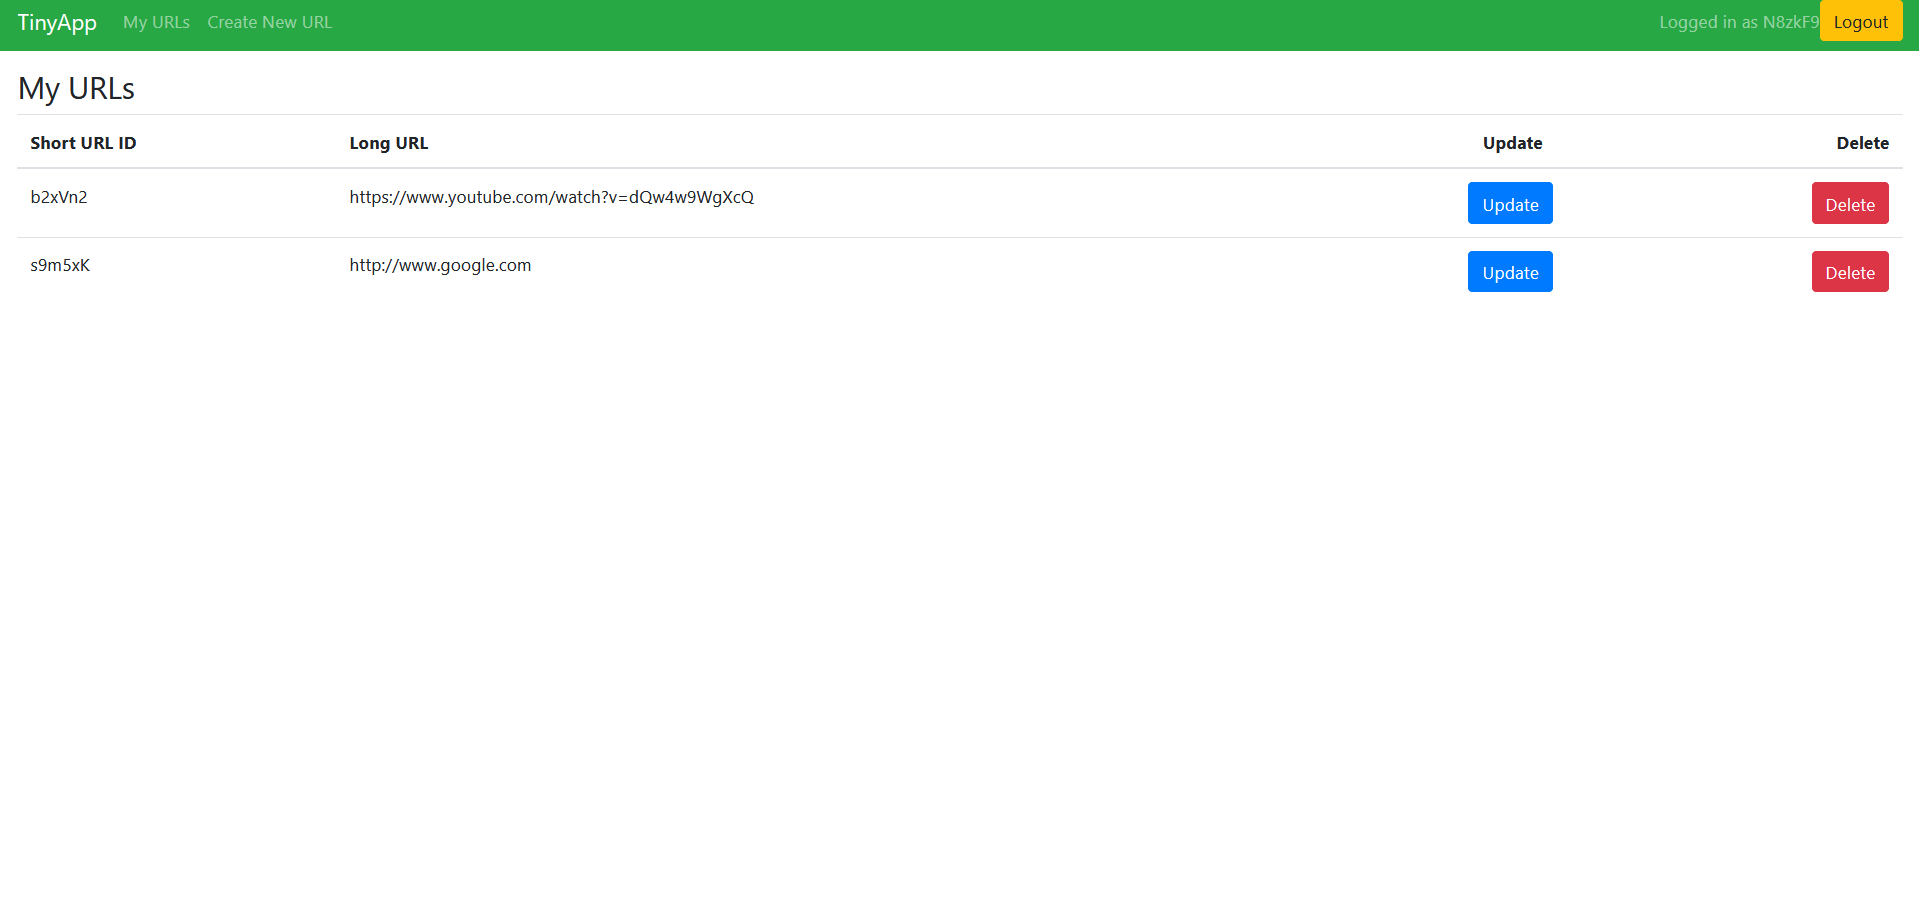 TinyApp My URLs Create New URL Logged in as N8zkF9 Logout
My URLs
Short URL ID Long URL Update Delete
b2xVn2 https://www.youtube.com/watch?v=dQw4w9WgXcQ Update Delete
s9m5xK http://www.google.com Update Delete